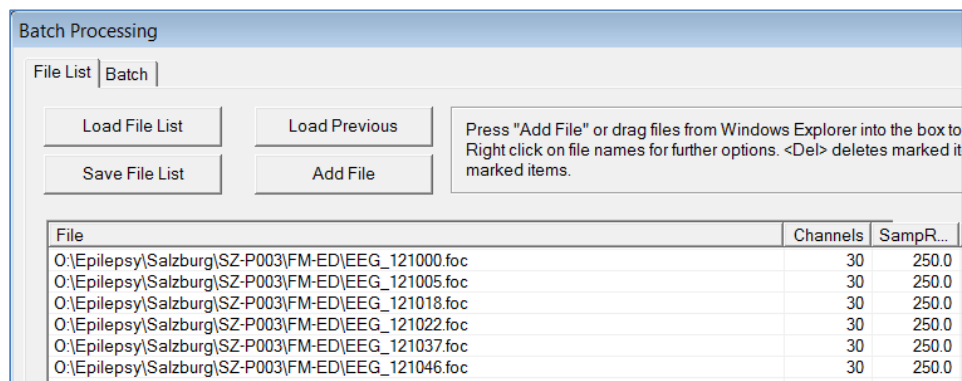 Batch Processing
File List Batch
Load File List Load Previous
Save File List Add File
Press "Add File" or drag files from Windows Explorer into the box to
Right click on file names for further options. <Del> deletes marked it
marked items.
File Channels SampR...
O:\Epilepsy\Salzburg\SZ-P003\FM-ED\EEG_121000.foc 30 250.0
O:\Epilepsy\Salzburg\SZ-P003\FM-ED\EEG_121005.foc 30 250.0
O:\Epilepsy\Salzburg\SZ-P003\FM-ED\EEG_121018.foc 30 250.0
O:\Epilepsy\Salzburg\SZ-P003\FM-ED\EEG_121022.foc 30 250.0
O:\Epilepsy\Salzburg\SZ-P003\FM-ED\EEG_121037.foc 30 250.0
O:\Epilepsy\Salzburg\SZ-P003\FM-ED\EEG_121046.foc 30 250.0